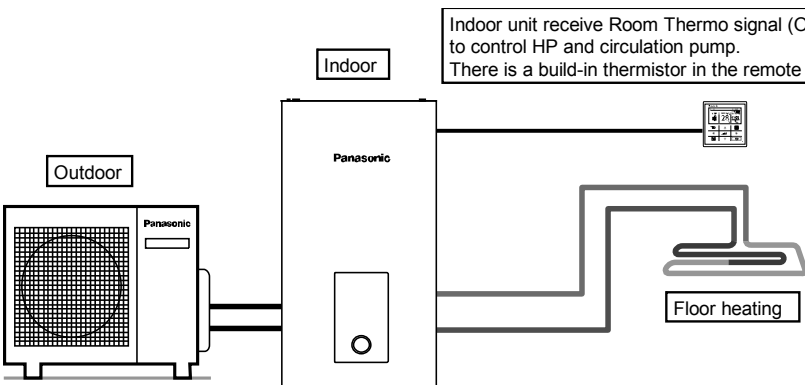 Indoor unit receive Room Thermo signal (O
to control HP and circulation pump.
There is a build-in thermistor in the remote
Indoor
Panasonic
Outdoor
Panasonic
Floor heating